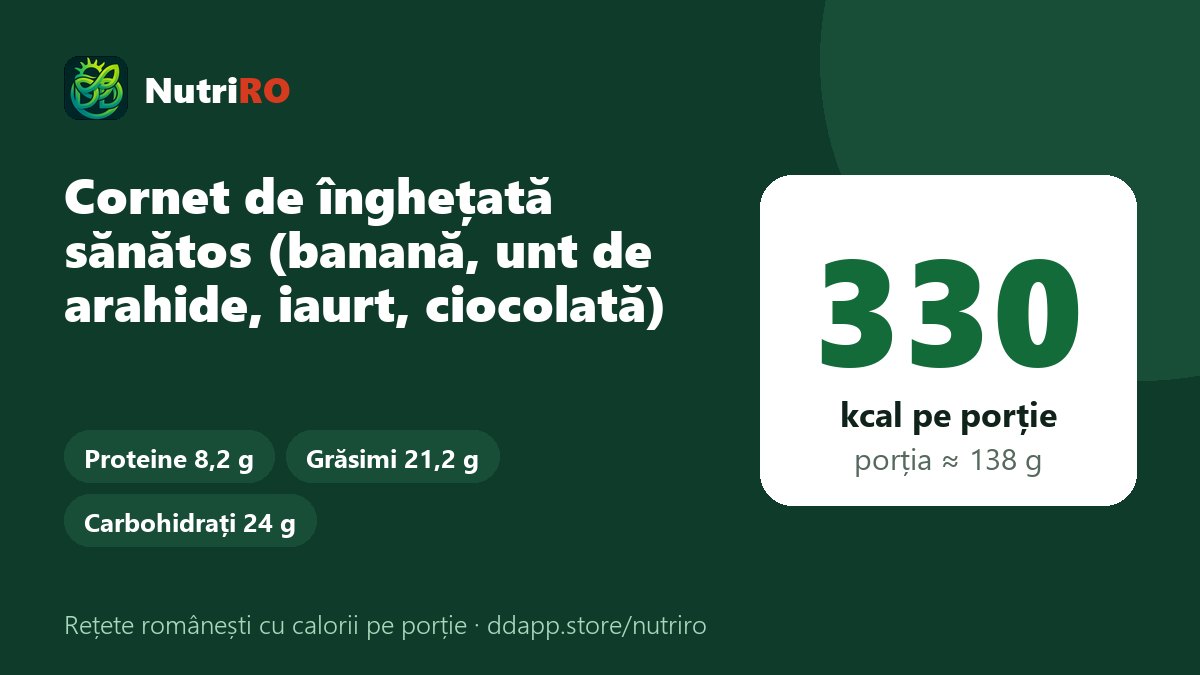 NutriRO
Cornet de înghețată
sănătos (banană, unt de
arahide, iaurt, ciocolată)
330
kcal pe porție
porția ≈ 138 g
Proteine 8,2 g
Grăsimi 21,2 g
Carbohidrați 24 g
Rețete românești cu calorii pe porție · ddapp.store/nutriro